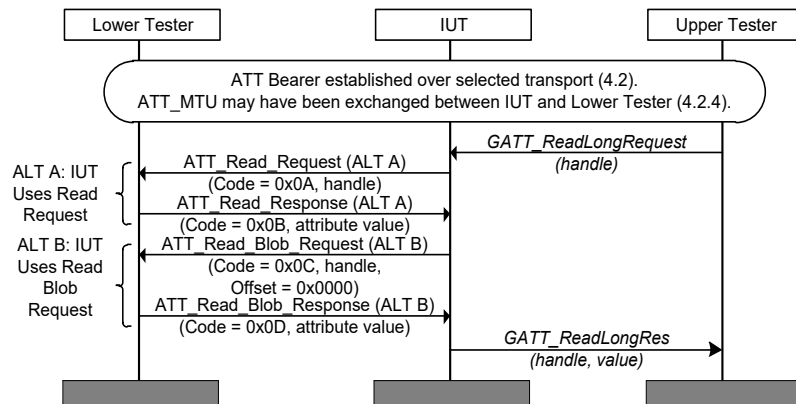 Lower Tester
IUT
Upper Tester
ATT Bearer established over selected transport (4.2).
ATT_MTU may have been exchanged between IUT and Lower Tester (4.2.4).
GATT_ReadLongRequest
(handle)
ALT A: IUT
Uses Read
Request
ATT_Read_Request (ALT A)
(Code = 0x0A, handle)
ATT_Read_Response (ALT A)
(Code = 0x0B, attribute value)
ALT B: IUT
Uses Read
Blob
Request
ATT_Read_Blob_Request (ALT B)
(Code = 0x0C, handle,
Offset = 0x0000)
ATT_Read_Blob_Response (ALT B)
(Code = 0x0D, attribute value)
GATT_ReadLongRes
(handle, value)